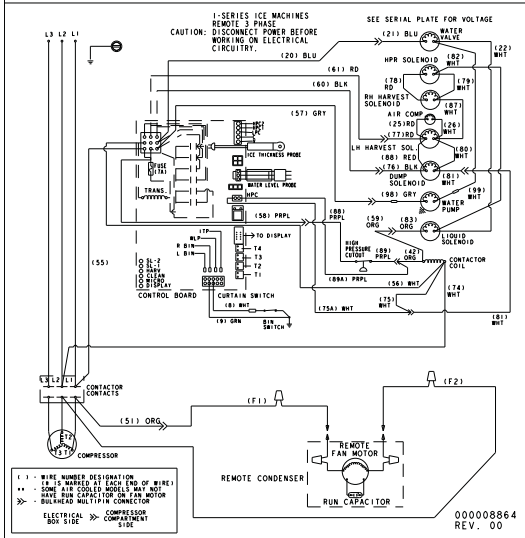 I-SERIES ICE MACHINES
REMOTE 3 PHASE
CAUTION: DISCONNECT POWER BEFORE
WORKING ON ELECTRICAL
CIRCUITRY.
SEE SERIAL PLATE FOR VOLTAGE
L3 L2 L1
(20) BLU
(21) BLU
WATER
VALVE
(22)
WHT
(61) RD
(60) BLK
HPR SOLENOID
(82)
WHT
(78)
RD
(79)
WHT
RH HARVEST
SOLENOID
(87)
WHT
(57) GRY
AIR COMP
(25)RD
(26)
WHT
(77)RD
LH HARVEST SOL.
(80)
WHT
(88) RED
(76) BLK
DUMP
SOLENOID
(81)
WHT
(99)
WHT
(98) GRY
WATER
PUMP
ICE THICKNESS PROBE
FUSE
(7A)
TRANS.
WATER LEVEL PROBE
HPC
(58) PRPL
(88)
PRPL
(59)
ORG
(83)
ORG
LIQUID
SOLENOID
TO DISPLAY
HIGH
PRESSURE
CUTOUT
(89)
PRPL
(42)
ORG
CONTACTOR
COIL
(55)
ITP
WLP
R BIN
L BIN
T4
T3
T2
T1
(89A) PRPL
(56) WHT
(74)
WHT
SL-2
SL-1
HARV
CLEAN
MICRO
DISPLAY
(75)
WHT
(75A) WHT
(81)
WHT
CONTROL BOARD
CURTAIN SWITCH
(8) WHT
(9) GRN
BIN
SWITCH
L3 L2 L1
CONTACTOR
CONTACTS
(51) ORG
(F1)
(F2)
T2
T3 T1
COMPRESSOR
REMOTE
FAN MOTOR
REMOTE CONDENSER
RUN CAPACITOR
( ) - WIRE NUMBER DESIGNATION
(# IS MARKED AT EACH END OF WIRE)
** - SOME AIR COOLED MODELS MAY NOT
HAVE RUN CAPACITOR ON FAN MOTOR
>>- - BULKHEAD MULTIPIN CONNECTOR
ELECTRICAL >>- COMPRESSOR
BOX SIDE COMPARTMENT
SIDE
000008864
REV. 00